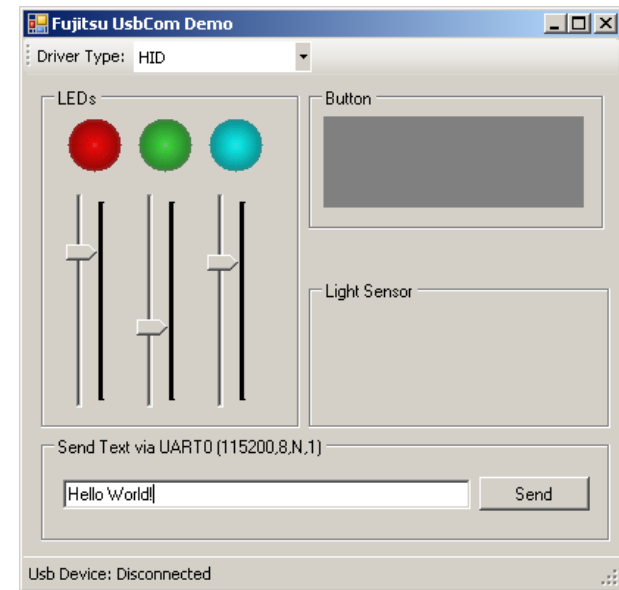 Fujitsu UsbCom Demo
Driver Type: HID
LEDs
Button
Light Sensor
Send Text via UART0 (115200,8,N,1)
Hello World!
Send
Usb Device: Disconnected